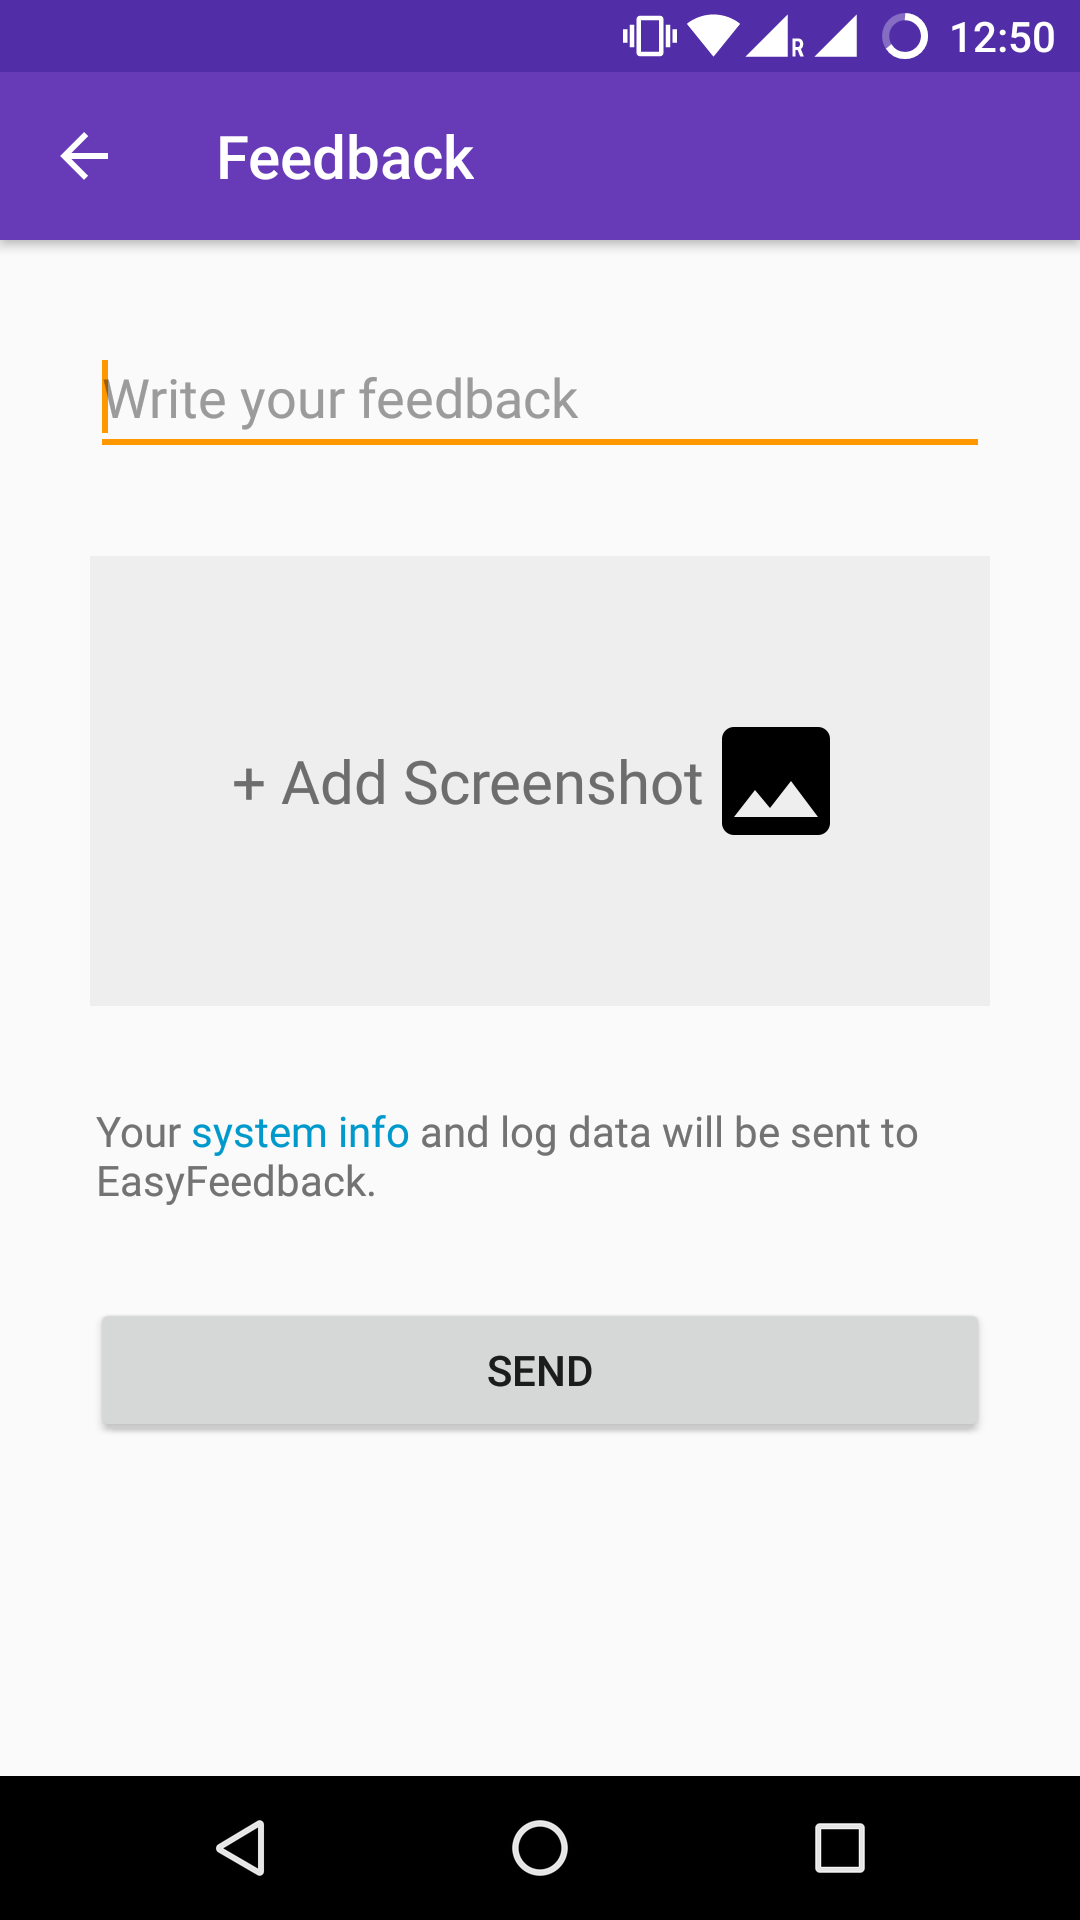 R 12:50
Feedback
Write your feedback
+ Add Screenshot
Your system info and log data will be sent to
EasyFeedback.
SEND